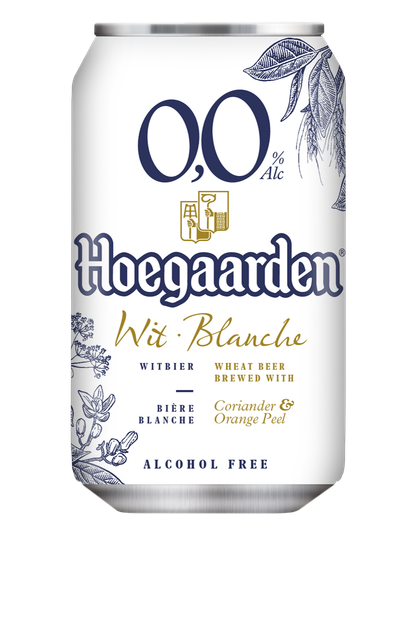 0,0 % Alc
Hoegaarden®
Wit · Blanche
WITBIER
BIÈRE
BLANCHE
WHEAT BEER
BREWED WITH
Coriander &
Orange Peel
ALCOHOL FREE